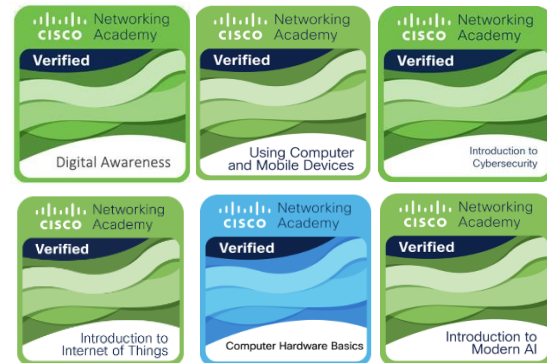 Networking
CISCO Academy
Verified
Digital Awareness
Networking
CISCO Academy
Verified
Using Computer
and Mobile Devices
Networking
CISCO Academy
Verified
Introduction to
Cybersecurity
Networking
CISCO Academy
Verified
Introduction to
Internet of Things
Networking
CISCO Academy
Verified
Computer Hardware Basics
Networking
CISCO Academy
Verified
Introduction to
Modern AI